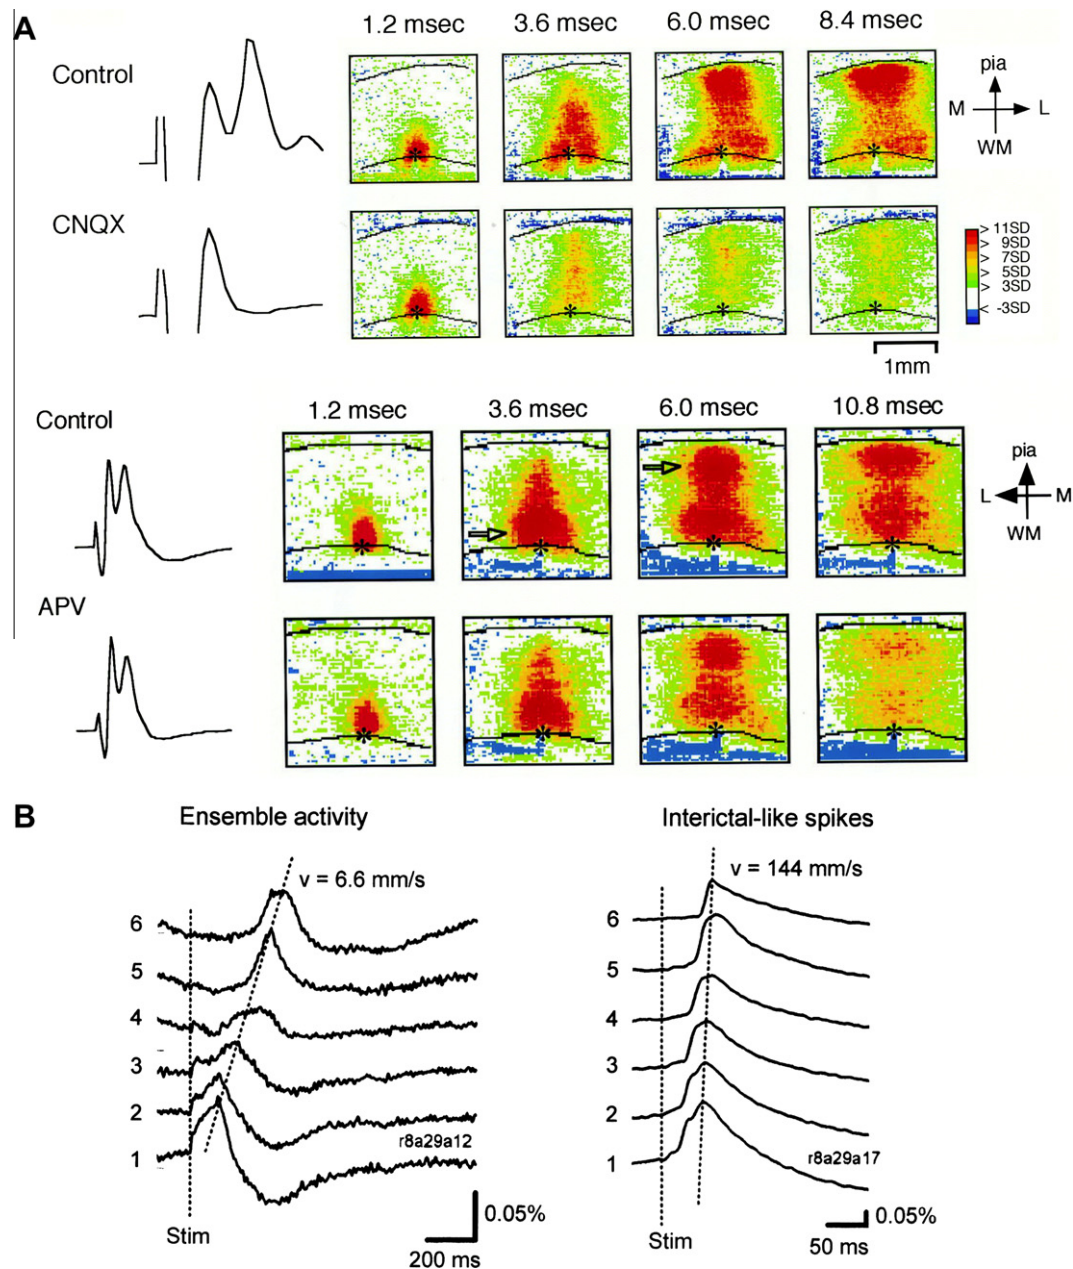 A
1.2 msec 3.6 msec 6.0 msec 8.4 msec
Control
pia
M L
WM
CNQX
> 11SD
> 9SD
> 7SD
> 5SD
> 3SD
< -3SD
1mm
Control
1.2 msec 3.6 msec 6.0 msec 10.8 msec
pia
L M
WM
APV
* * * *
* * * *
* * * *
* * * *
B
Ensemble activity
Interictal-like spikes
v = 6.6 mm/s
v = 144 mm/s
6
5
4
3
2
1
r8a29a12
Stim
0.05%
200 ms
6
5
4
3
2
1
r8a29a17
Stim
0.05%
50 ms